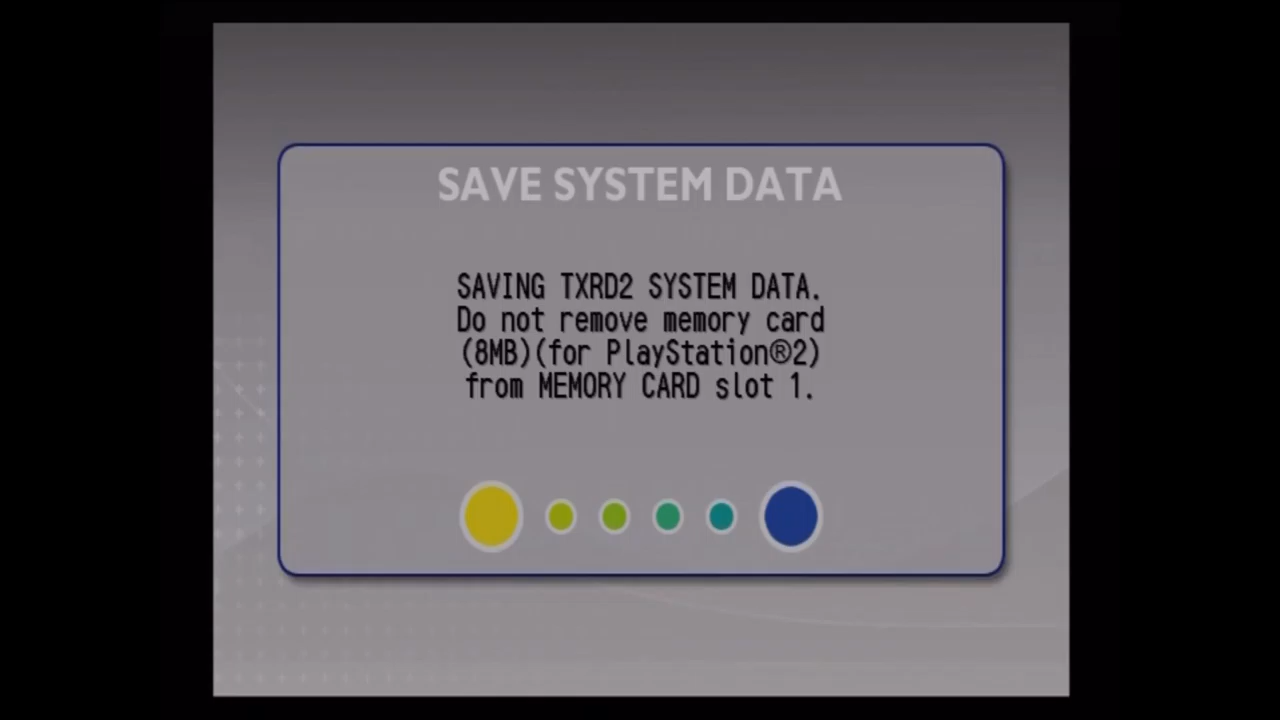 SAVE SYSTEM DATA
SAVING TXRD2 SYSTEM DATA.
Do not remove memory card
(8MB)(for PlayStation®2)
from MEMORY CARD slot 1.